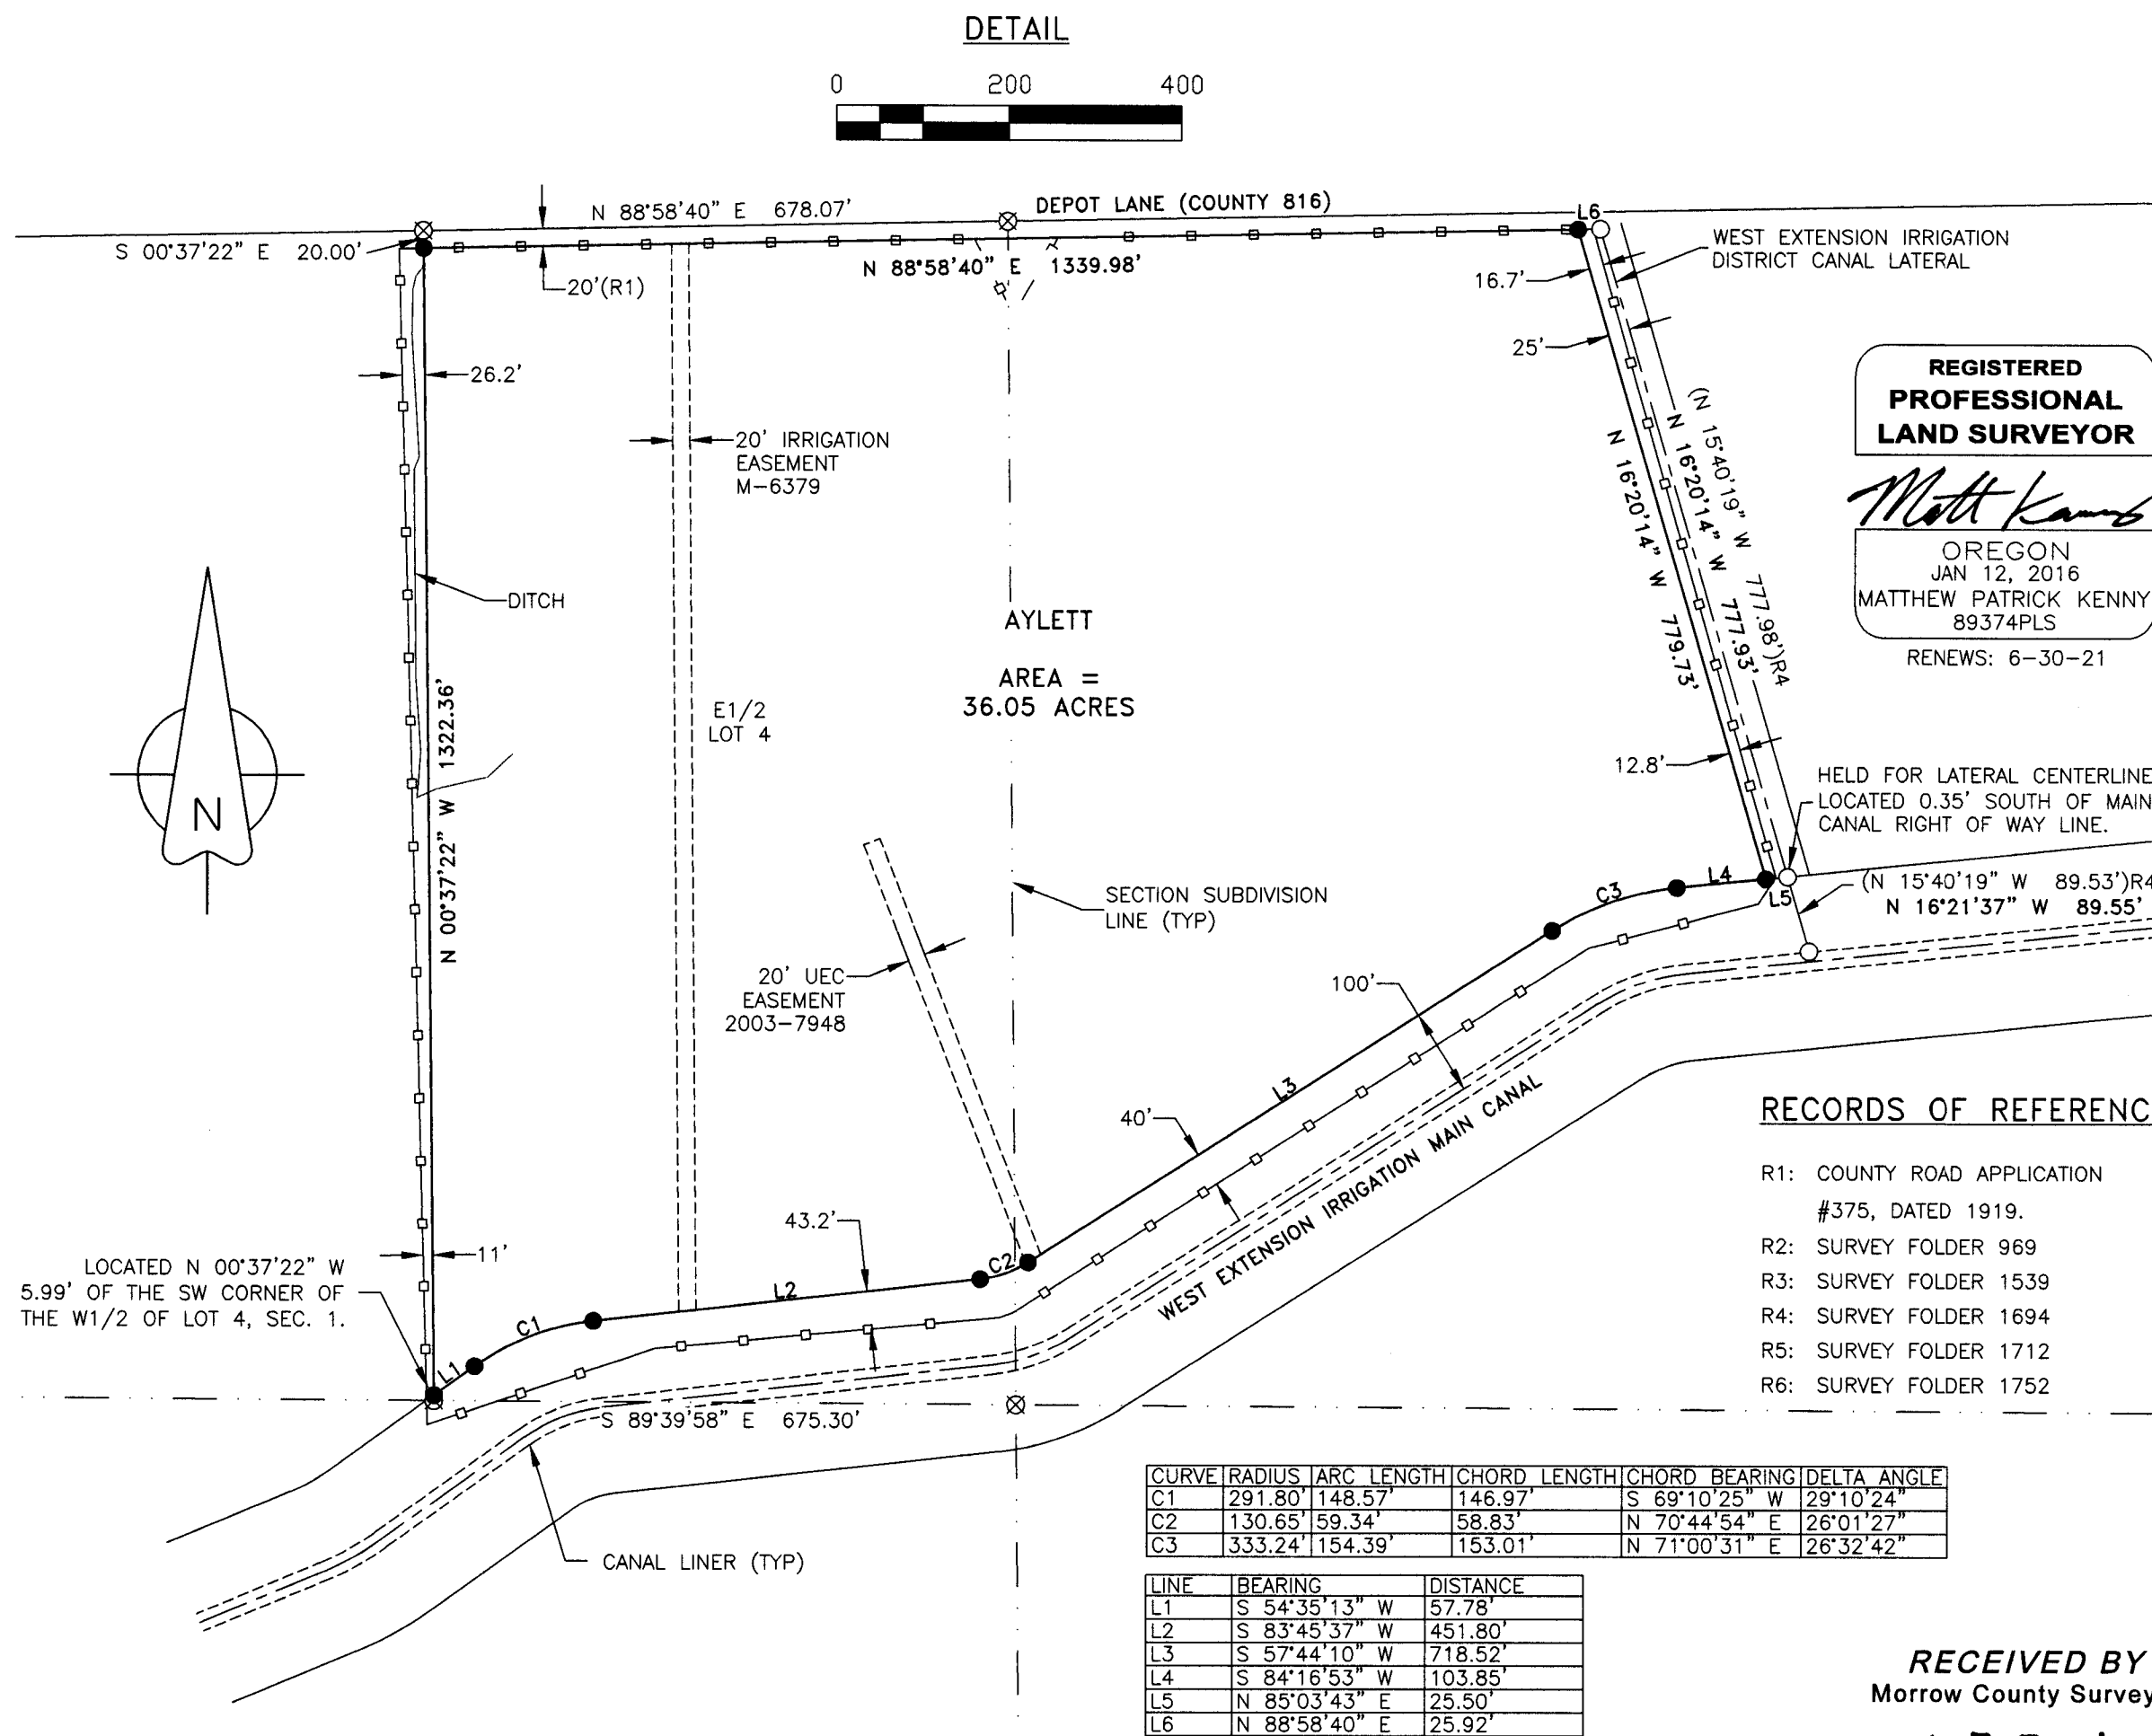 DETAIL
0 200 400
N 88°58'40" E 678.07'
DEPOT LANE (COUNTY 816)
L6
S 00°37'22" E 20.00'
20'(R1)
N 88°58'40" E 1339.98'
WEST EXTENSION IRRIGATION
DISTRICT CANAL LATERAL
16.7'
25'
26.2'
20' IRRIGATION
EASEMENT
M-6379
(N 15°40'19" W 777.98')R4
N 16°20'14" W 777.93'
N 16°20'14" W 779.73'
REGISTERED
PROFESSIONAL
LAND SURVEYOR
Matt Kenny
OREGON
JAN 12, 2016
MATTHEW PATRICK KENNY
89374PLS
RENEWS: 6-30-21
DITCH
AYLETT
AREA =
36.05 ACRES
E1/2
LOT 4
N 00°37'22" W 1322.36'
N
12.8'
HELD FOR LATERAL CENTERLINE
LOCATED 0.35' SOUTH OF MAIN
CANAL RIGHT OF WAY LINE.
SECTION SUBDIVISION
LINE (TYP)
C3
L4
L5
(N 15°40'19" W 89.53')R4
N 16°21'37" W 89.55'
20' UEC
EASEMENT
2003-7948
100'
L3
40'
WEST EXTENSION IRRIGATION MAIN CANAL
43.2'
11'
LOCATED N 00°37'22" W
5.99' OF THE SW CORNER OF
THE W1/2 OF LOT 4, SEC. 1.
C2
L2
C1
L1
S 89°39'58" E 675.30'
CANAL LINER (TYP)
RECORDS OF REFERENC
R1: COUNTY ROAD APPLICATION
#375, DATED 1919.
R2: SURVEY FOLDER 969
R3: SURVEY FOLDER 1539
R4: SURVEY FOLDER 1694
R5: SURVEY FOLDER 1712
R6: SURVEY FOLDER 1752
CURVE RADIUS ARC LENGTH CHORD LENGTH CHORD BEARING DELTA ANGLE
C1 291.80' 148.57' 146.97' S 69°10'25" W 29°10'24"
C2 130.65' 59.34' 58.83' N 70°44'54" E 26°01'27"
C3 333.24' 154.39' 153.01' N 71°00'31" E 26°32'42"
LINE BEARING DISTANCE
L1 S 54°35'13" W 57.78'
L2 S 83°45'37" W 451.80'
L3 S 57°44'10" W 718.52'
L4 S 84°16'53" W 103.85'
L5 N 85°03'43" E 25.50'
L6 N 88°58'40" E 25.92'
RECEIVED BY
Morrow County Survey